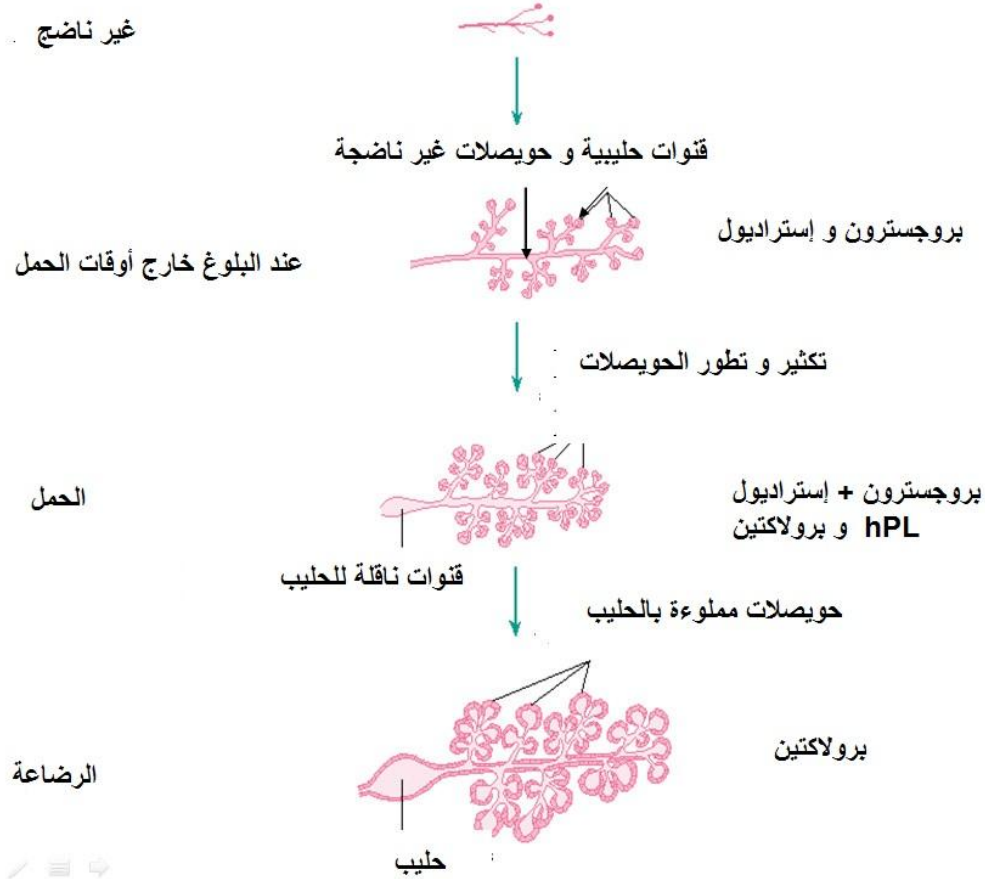 غير ناضج
قنوات حليبية و حويصلات غير ناضجة
بروجسترون و إستراديول
عند البلوغ خارج أوقات الحمل
تكثير و تطور الحويصلات
الحمل
بروجسترون + إستراديول
hPL و برولاكتين
قنوات ناقلة للحليب
حويصلات مملوءة بالحليب
برولاكتين
الرضاعة
حليب